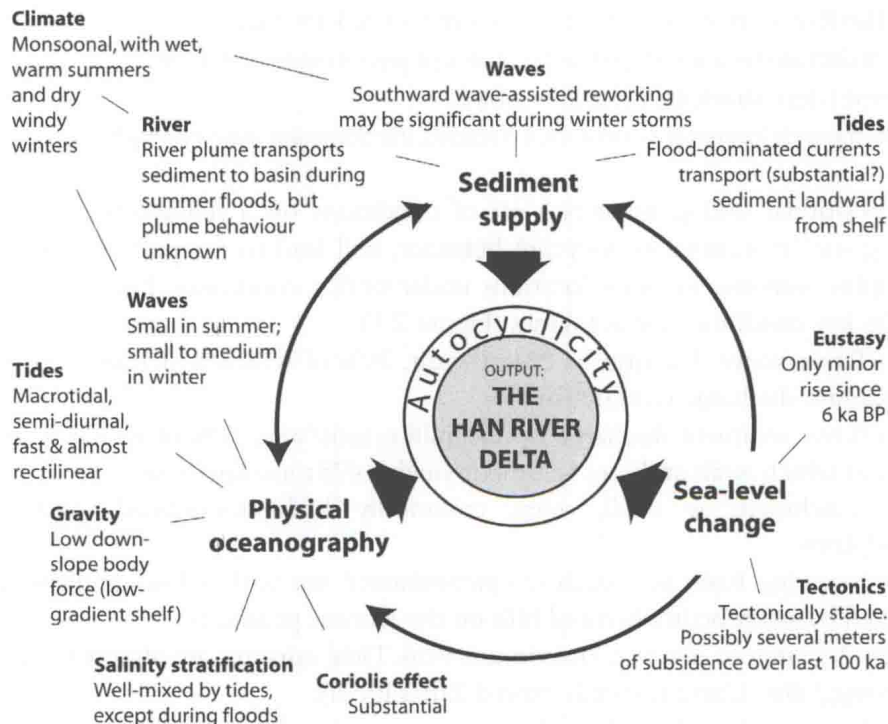 Climate
Monsoonal, with wet,
warm summers
and dry
windy
winters
River
River plume transports
sediment to basin during
summer floods, but
plume behaviour
unknown
Waves
Southward wave-assisted reworking
may be significant during winter storms
Tides
Flood-dominated currents
transport (substantial?)
sediment landward
from shelf
Sediment
supply
Waves
Small in summer;
small to medium
in winter
Tides
Macrotidal,
semi-diurnal,
fast & almost
rectilinear
Autocyclicity
OUTPUT:
THE
HAN RIVER
DELTA
Eustasy
Only minor
rise since
6 ka BP
Gravity
Low down-
slope body
force (low-
gradient shelf)
Physical
oceanography
Sea-level
change
Salinity stratification
Well-mixed by tides,
except during floods
Coriolis effect
Substantial
Tectonics
Tectonically stable.
Possibly several meters
of subsidence over last 100 ka